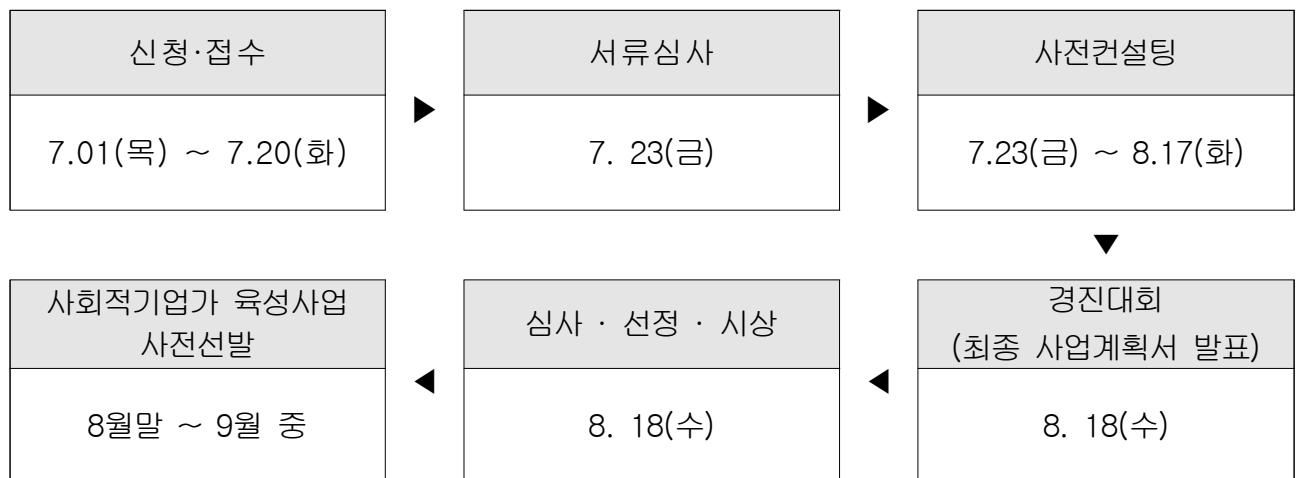 신청·접수
7.01(목) ~ 7.20(화)
▶
서류심사
7. 23(금)
▶
사전컨설팅
7.23(금) ~ 8.17(화)
▼
경진대회
(최종 사업계획서 발표)
8. 18(수)
◀
심사 · 선정 · 시상
8. 18(수)
◀
사회적기업가 육성사업
사전선발
8월말 ~ 9월 중